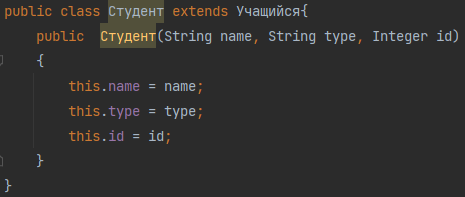 public class Студент extends Учащийся{
public Студент(String name, String type, Integer id)
{
this.name = name;
this.type = type;
this.id = id;
}
}